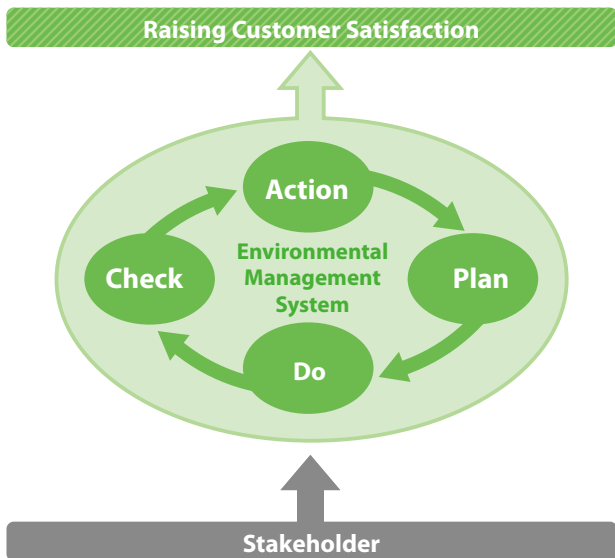 Raising Customer Satisfaction
Action
Check
Environmental
Management
System
Plan
Do
Stakeholder